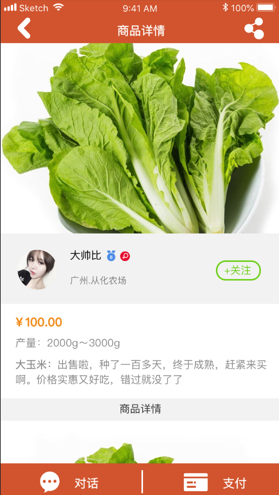 Sketch 9:41 AM 100%
商品详情
大帅比
广州.从化农场
+关注
¥100.00
产量：2000g～3000g
大玉米：出售啦，种了一百多天，终于成熟，赶紧来买
啊。价格实惠又好吃，错过就没了了
商品详情
对话 支付